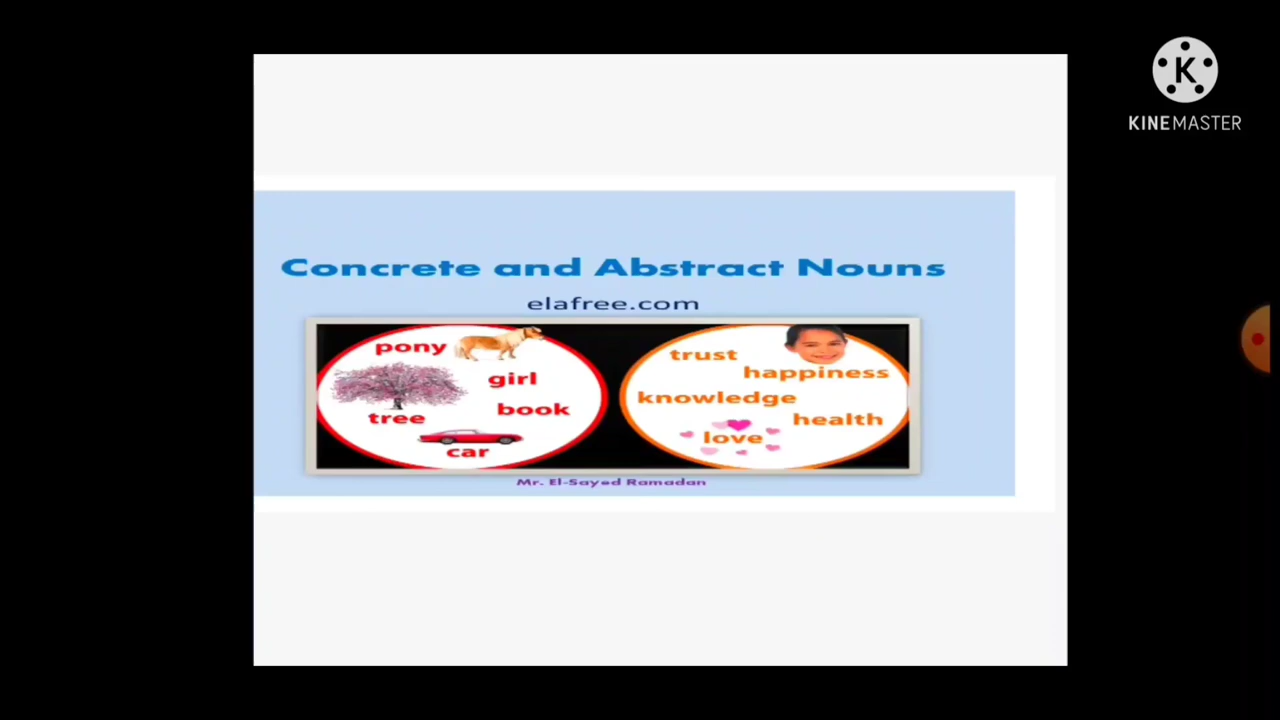 K
KINEMASTER
Concrete and Abstract Nouns
elafree.com
pony
girl
book
tree
car
trust
happiness
knowledge
health
love
Mr. El-Sayed Ramadan